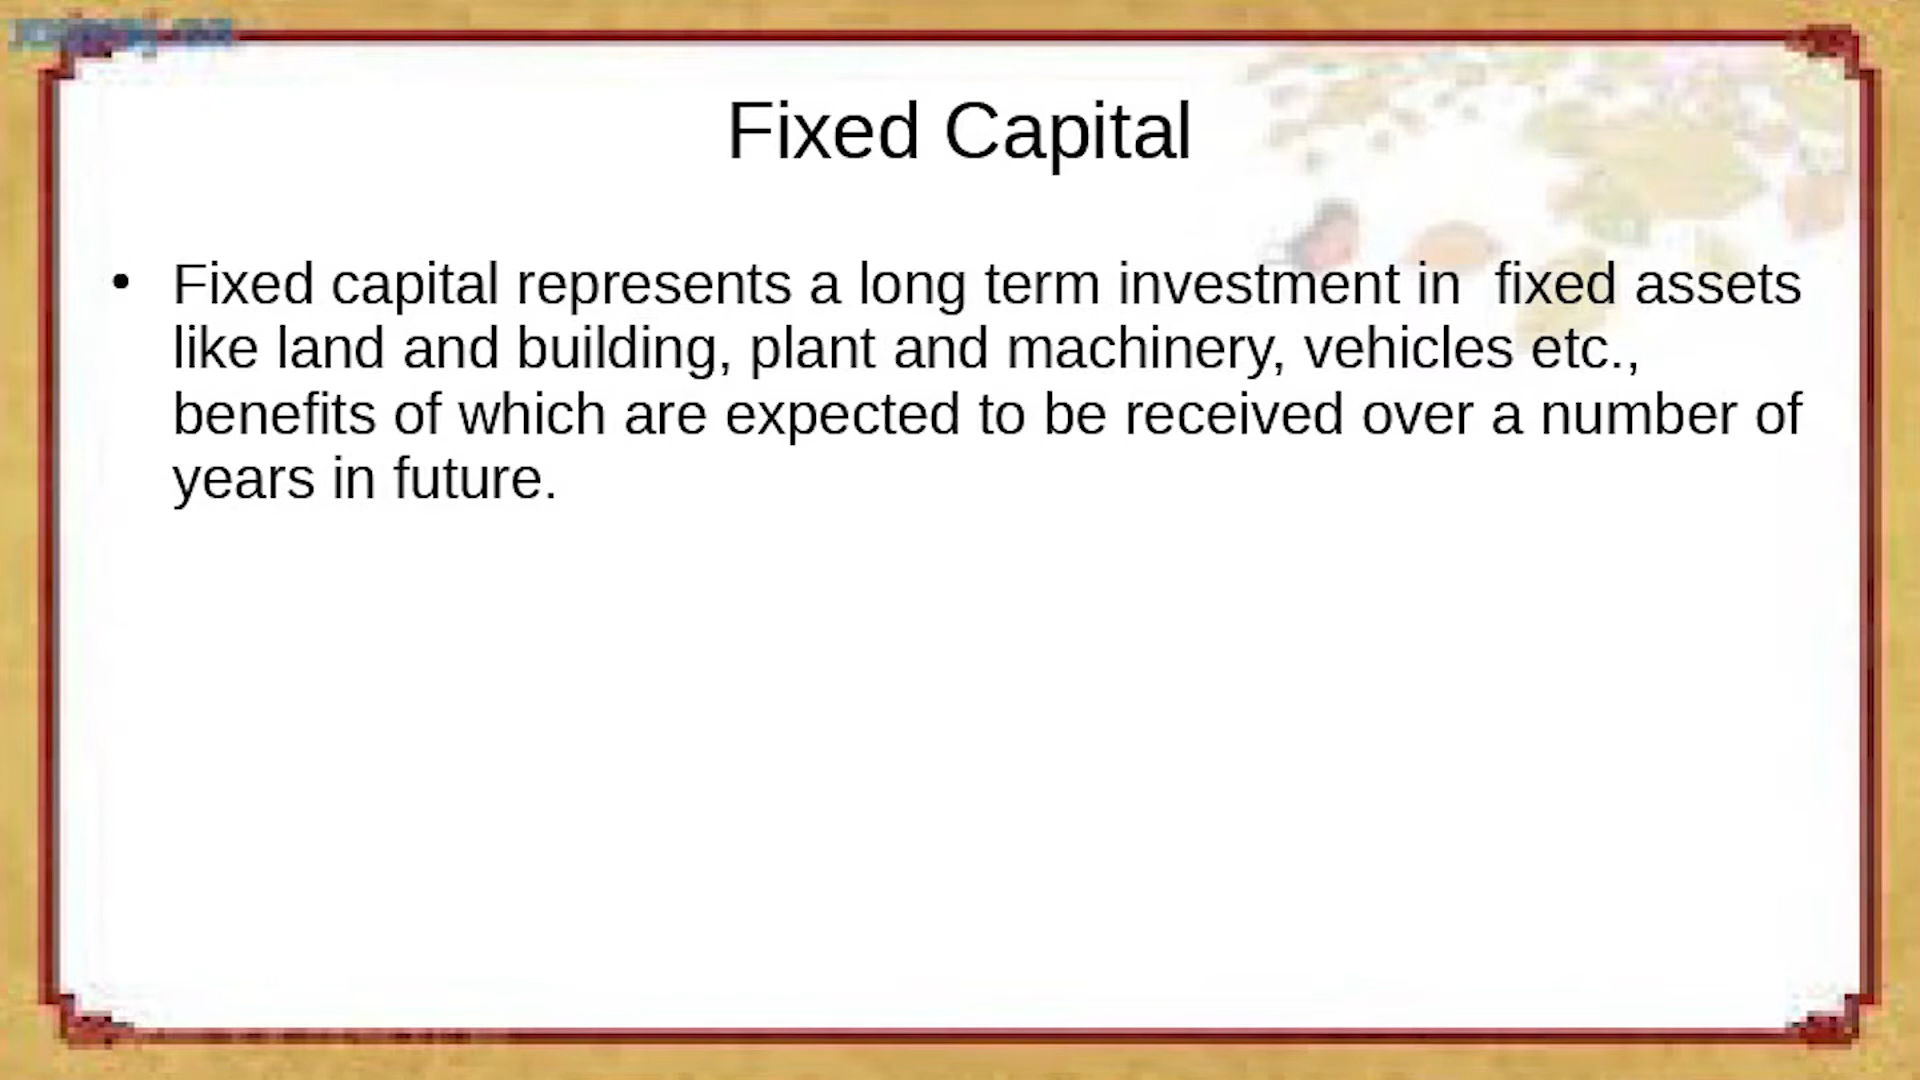 Fixed Capital
• Fixed capital represents a long term investment in  fixed assets
like land and building, plant and machinery, vehicles etc.,
benefits of which are expected to be received over a number of
years in future.